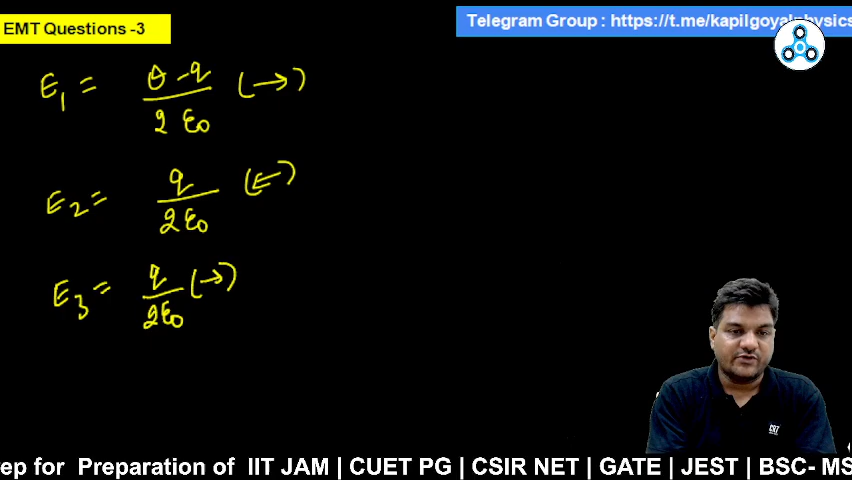 EMT Questions -3
Telegram Group : https://t.me/kapilgoyalphysics
E₁ = θ - q / 2 ε₀ (→)
E₂ = q / 2 ε₀ (←)
E₃ = q / 2 ε₀ (→)
ep for Preparation of IIT JAM | CUET PG | CSIR NET | GATE | JEST | BSC- MS